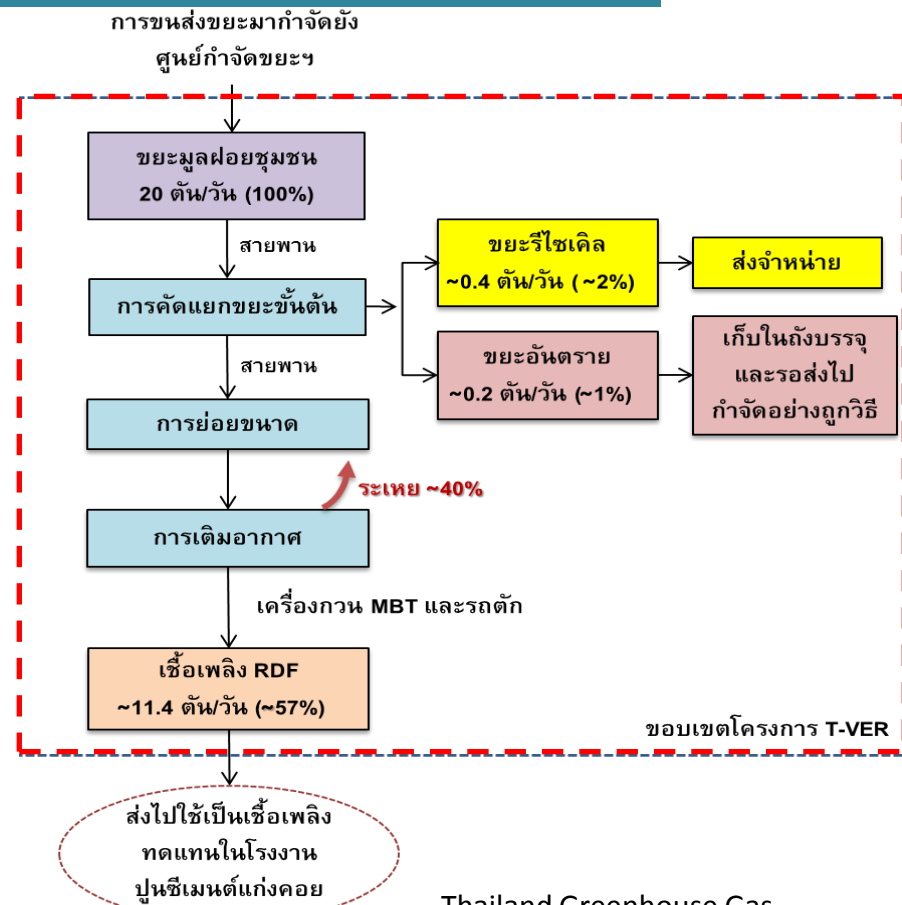 การขนส่งขยะมากำจัดยัง
ศูนย์กำจัดขยะฯ
ขยะมูลฝอยชุมชน
20 ตัน/วัน (100%)
สายพาน
การคัดแยกขยะขั้นต้น
ขยะรีไซเคิล
~0.4 ตัน/วัน ( ~2%)
ส่งจำหน่าย
ขยะอันตราย
~0.2 ตัน/วัน (~1%)
เก็บในถังบรรจุ
และรอส่งไป
กำจัดอย่างถูกวิธี
สายพาน
การย่อยขนาด
ระเหย ~40%
การเติมอากาศ
เครื่องกวน MBT และรถตัก
เชื้อเพลิง RDF
~11.4 ตัน/วัน (~57%)
ขอบเขตโครงการ T-VER
ส่งไปใช้เป็นเชื้อเพลิง
ทดแทนในโรงงาน
ปูนซีเมนต์แก่งคอย
Thailand Greenhouse Gas